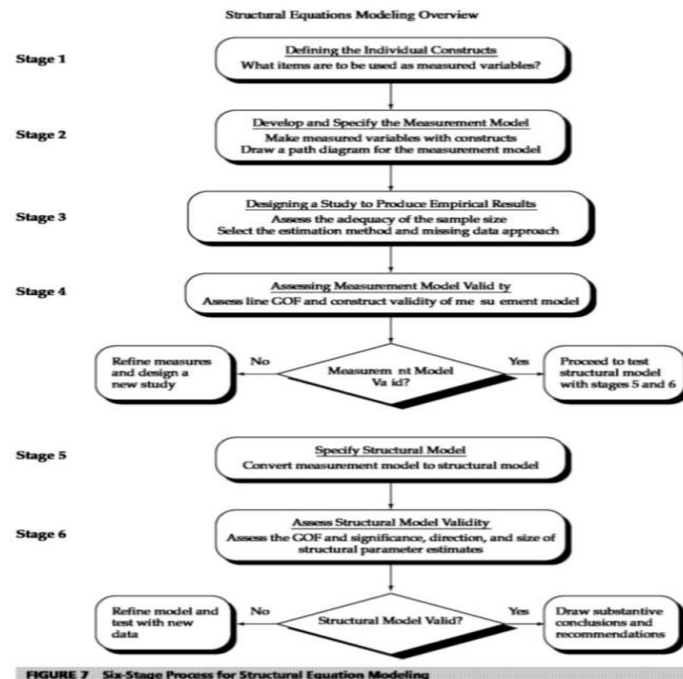 Structural Equations Modeling Overview
Stage 1
Defining the Individual Constructs
What items are to be used as measured variables?
Stage 2
Develop and Specify the Measurement Model
Make measured variables with constructs
Draw a path diagram for the measurement model
Stage 3
Designing a Study to Produce Empirical Results
Assess the adequacy of the sample size
Select the estimation method and missing data approach
Stage 4
Assessing Measurement Model Valid ty
Assess line GOF and construct validity of me su ement model
Refine measures
and design a
new study
No
Measurem nt Model
Va id?
Yes
Proceed to test
structural model
with stages 5 and 6
Stage 5
Specify Structural Model
Convert measurement model to structural model
Stage 6
Assess Structural Model Validity
Assess the GOF and significance, direction, and size of
structural parameter estimates
Refine model and
test with new
data
No
Structural Model Valid?
Yes
Draw substantive
conclusions and
recommendations
FIGURE 7 Six-Stage Process for Structural Equation Modeling